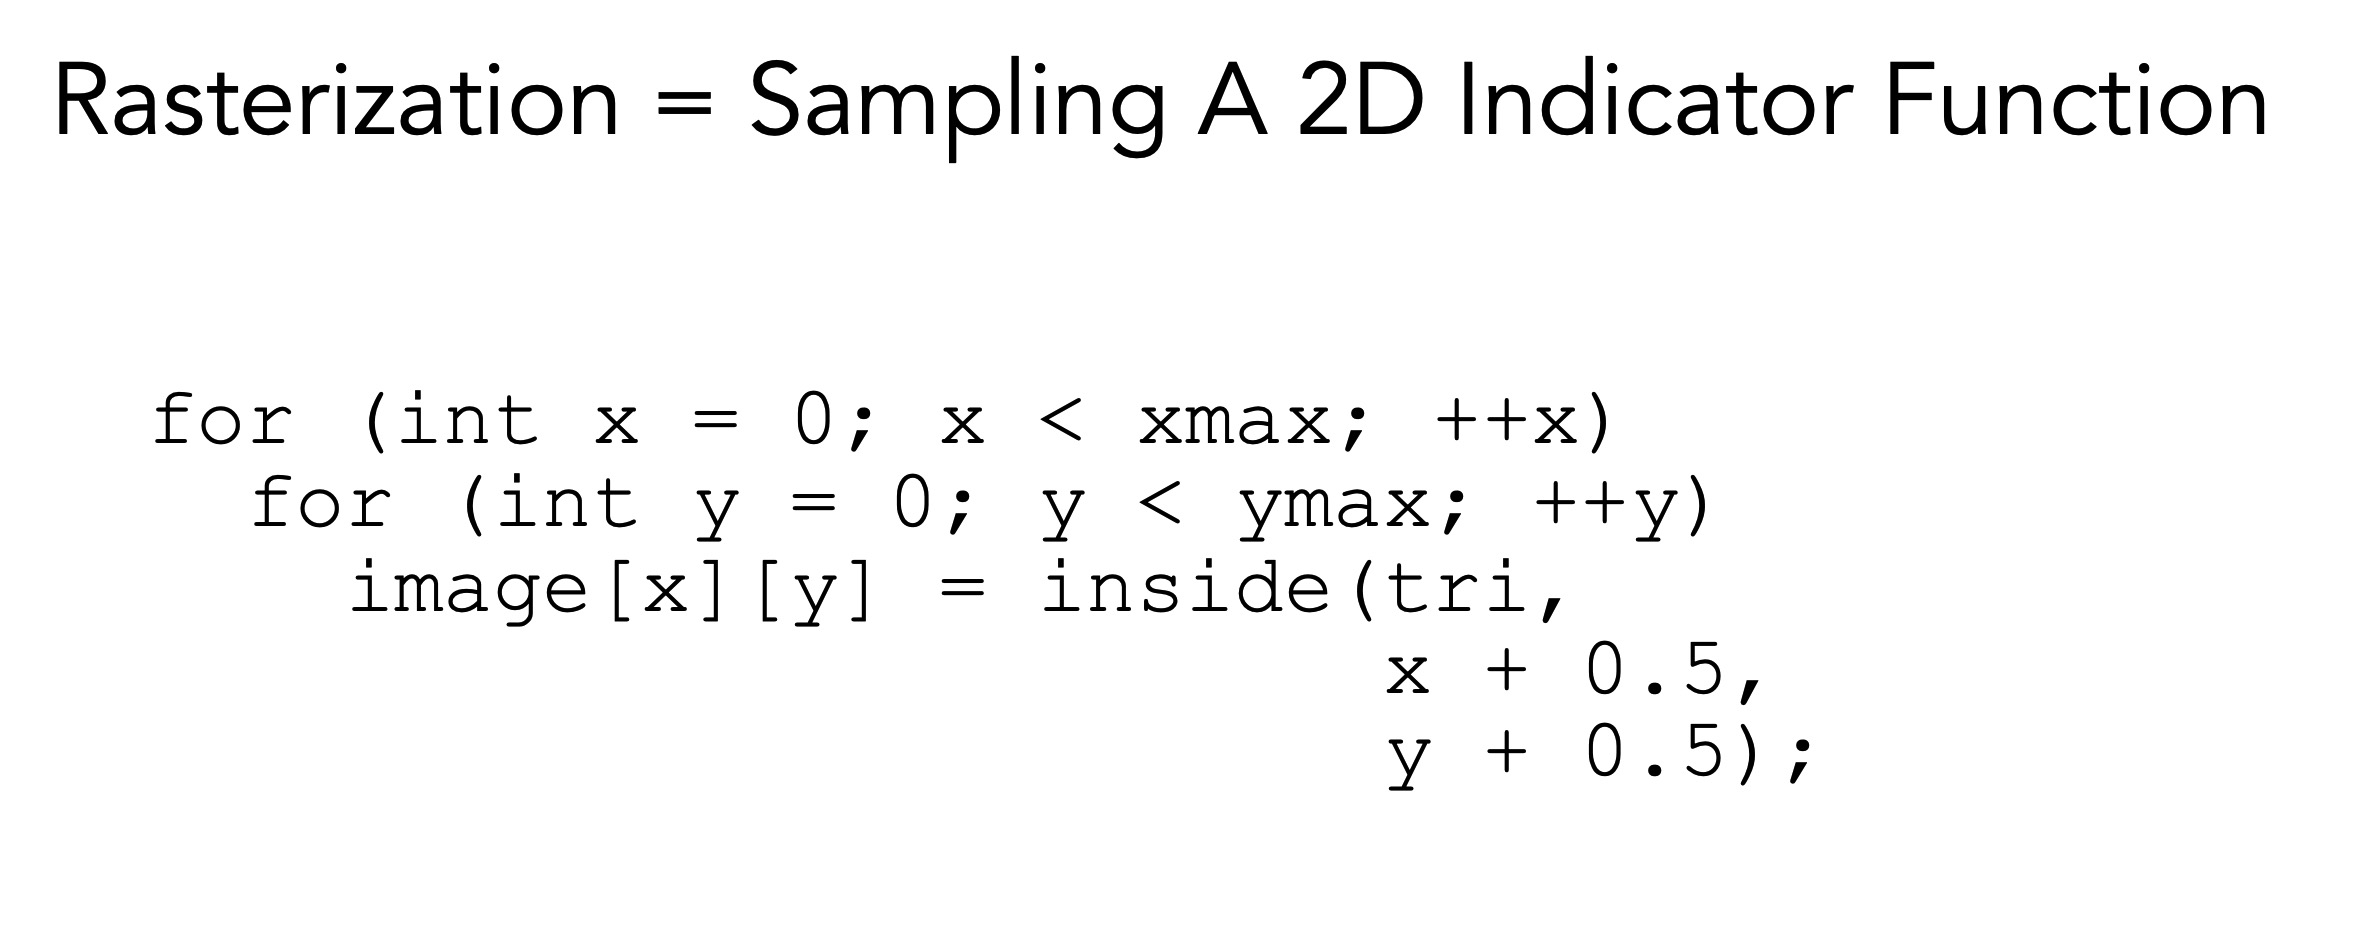 Rasterization = Sampling A 2D Indicator Function
for (int x = 0; x < xmax; ++x)
  for (int y = 0; y < ymax; ++y)
    image[x][y] = inside(tri,
                         x + 0.5,
                         y + 0.5);